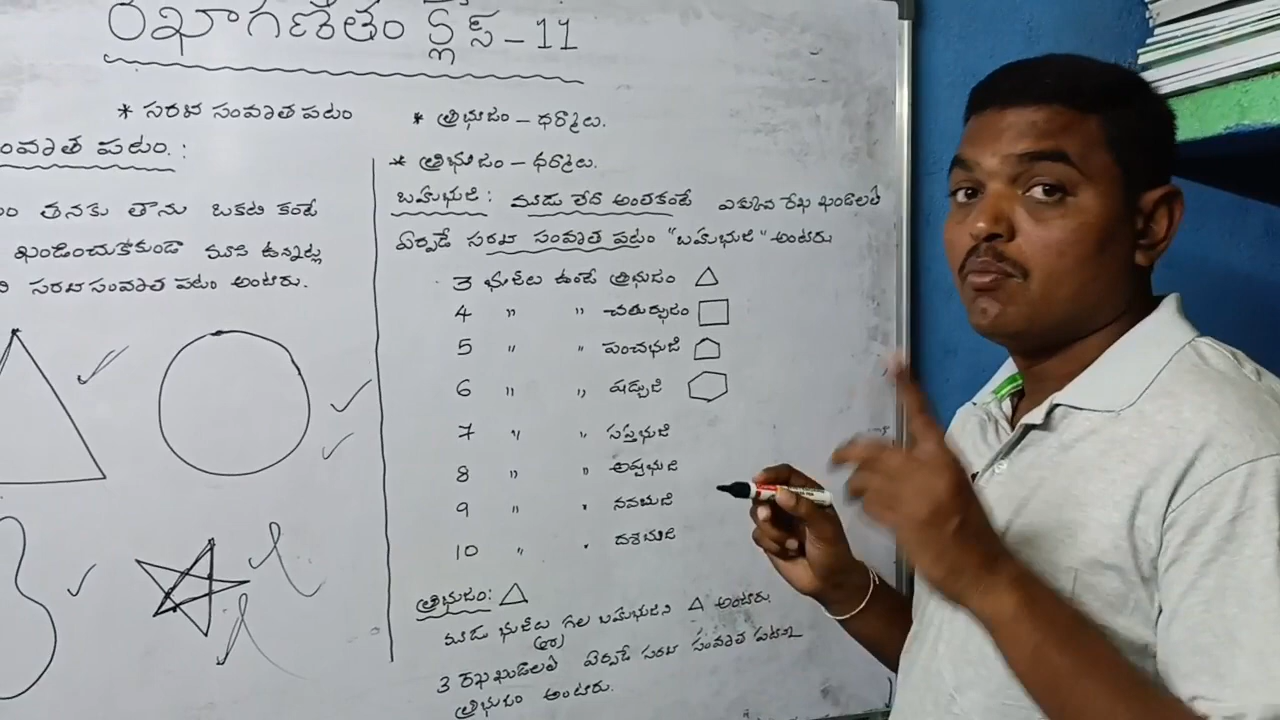 రేఖాగణితం క్లాస్ - 11
* సరళ సంవృత పటం
* త్రిభుజం - ధర్మాలు.
సంవృత పటం :
తనకు తాను ఒకటి కంటే
ఖండించుకోకుండా మూసి ఉన్నట్లు
సరళ సంవృత పటం అంటారు.
* త్రిభుజం - ధర్మాలు.
బహుభుజి : మూడు లేదా అంతకంటే ఎక్కువ రేఖా ఖండాలతో
ఏర్పడే సరళ సంవృత పటం "బహుభుజి" అంటారు
3 భుజాలు ఉంటే త్రిభుజం
4 " " చతుర్భుజం
5 " " పంచభుజి
6 " " షడ్భుజి
7 " " సప్తభుజి
8 " " అష్టభుజి
9 " " నవభుజి
10 " " దశభుజి
త్రిభుజం: △
మూడు భుజాలు గల బహుభుజిని △ అంటారు.
(లేదా)
3 రేఖాఖండాలతో ఏర్పడే సరళ సంవృత పటాన్ని
త్రిభుజం అంటారు.